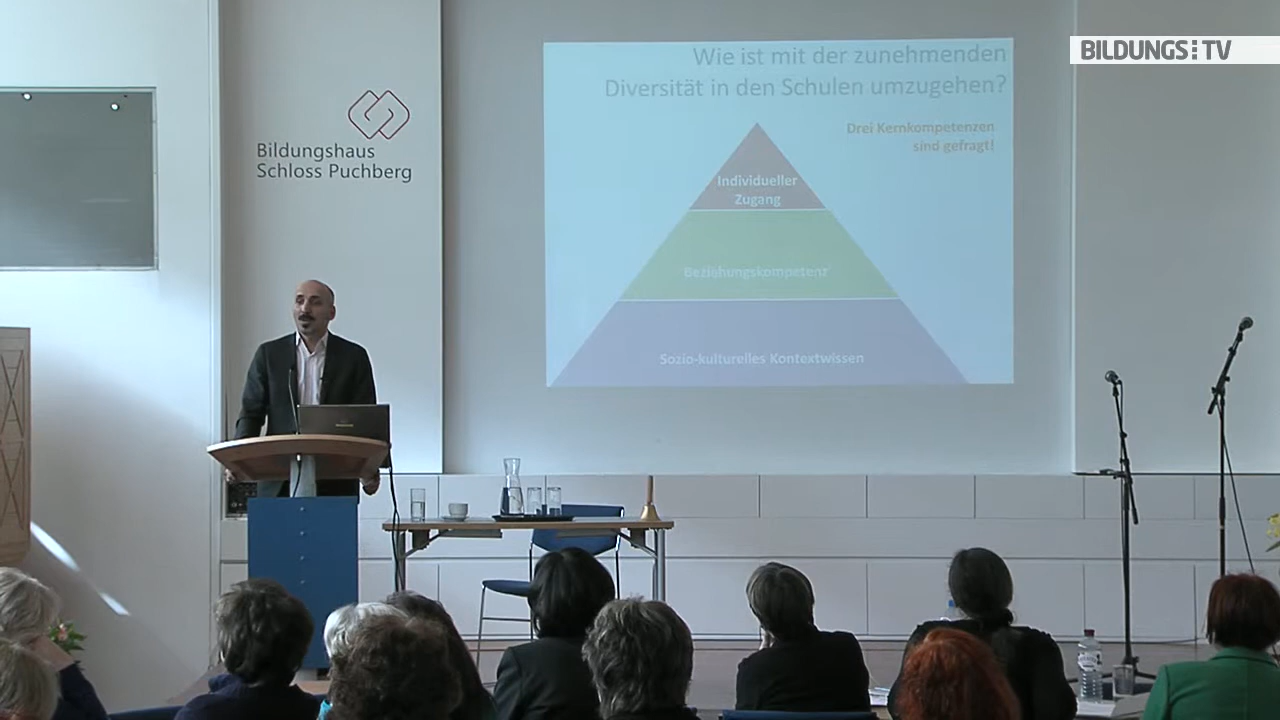 BILDUNGS:TV
Bildungshaus
Schloss Puchberg
Wie ist mit der zunehmenden
Diversität in den Schulen umzugehen?
Drei Kernkompetenzen
sind gefragt!
Individueller
Zugang
Beziehungskompetenz
Sozio-kulturelles Kontextwissen